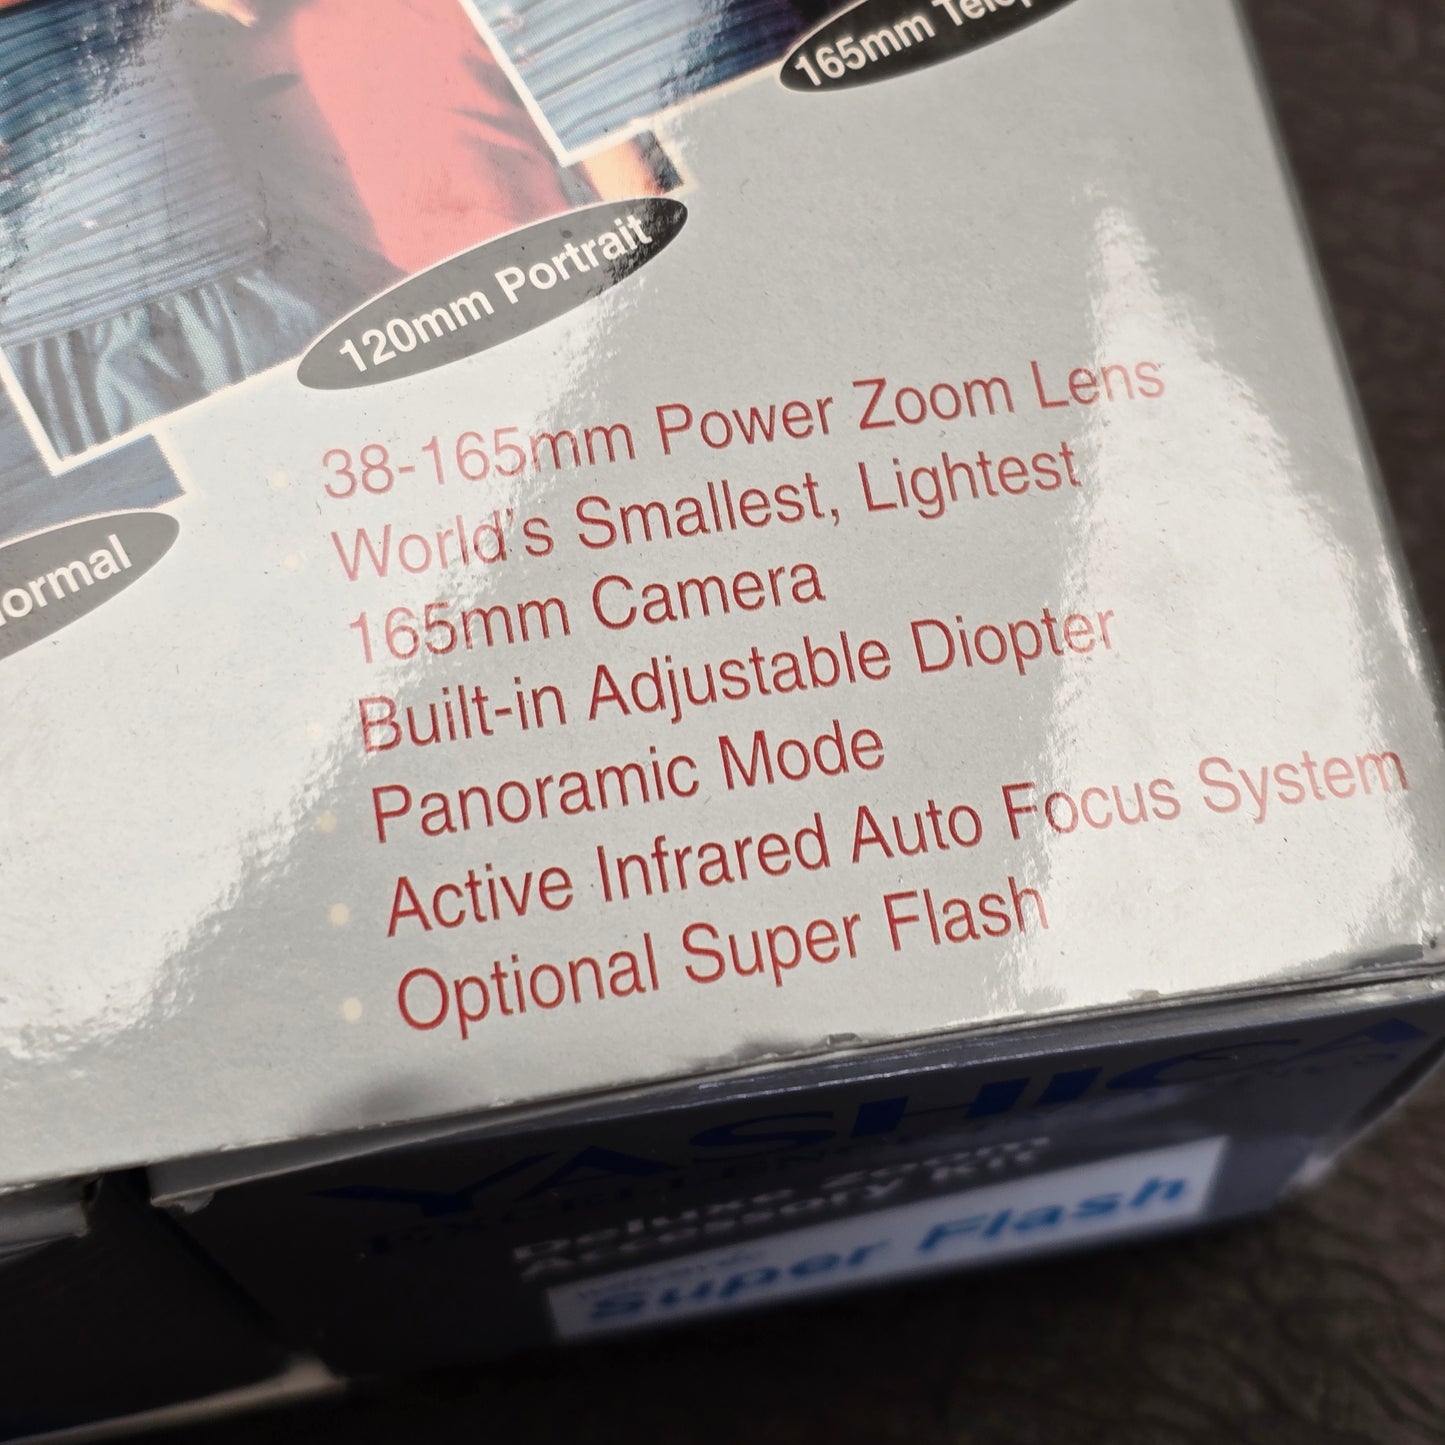 165mm
120mm Portrait
ormal
38-165mm Power Zoom Lens
World's Smallest, Lightest
165mm Camera
Built-in Adjustable Diopter
Panoramic Mode
Active Infrared Auto Focus System
Optional Super Flash
YASHICA
Deluxe Zoom
Accessory Kit
Super Flash